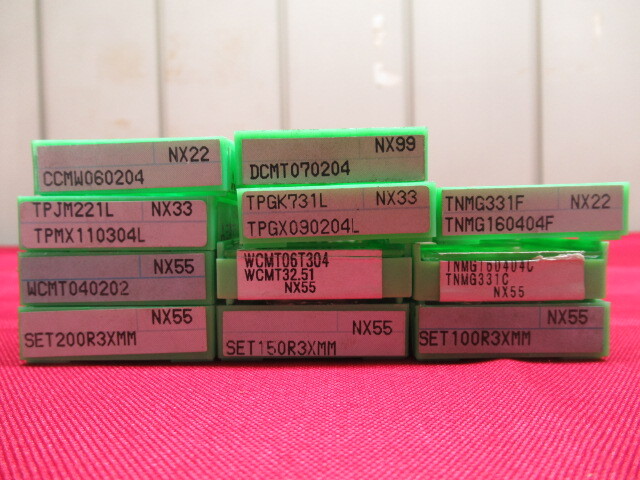 NX22
CCMW060204
NX99
DCMT070204
TPJM221L NX33
TPMX110304L
TPGK731L NX33
TPGX090204L
TNMG331F NX22
TNMG160404F
NX55
WCMT040202
WCMT06T304
WCMT32.51
NX55
TNMG160404C
TNMG331C
NX55
NX55
SET200R3XMM
NX55
SET150R3XMM
NX55
SET100R3XMM